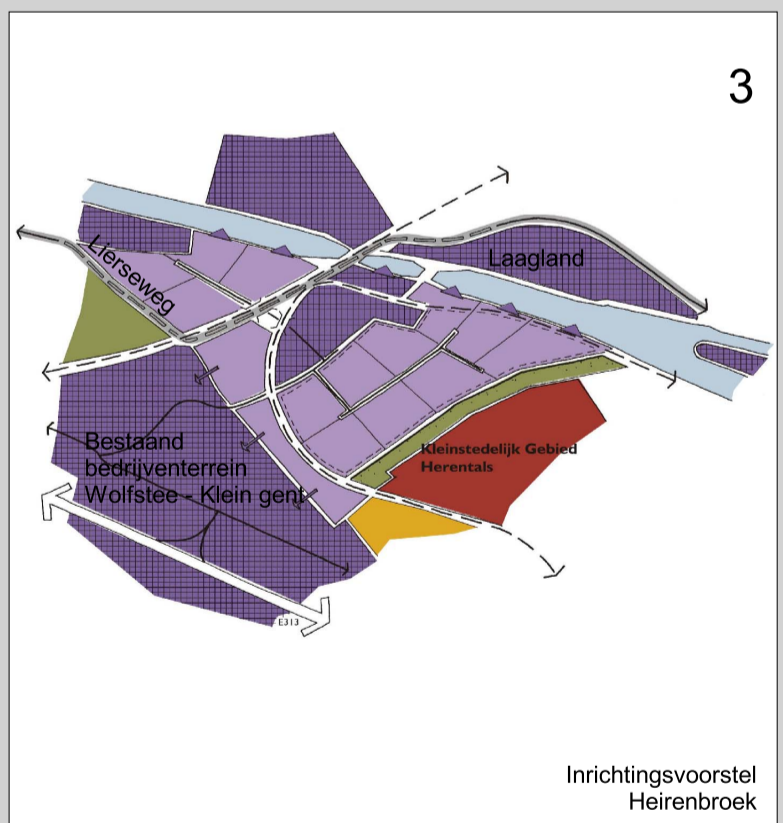 3
Laagland
Lierseweg
Bestaand
bedrijventerrein
Wolfstee - Klein gent
Kleinstedelijk Gebied
Herentals
E313
Inrichtingsvoorstel
Heirenbroek